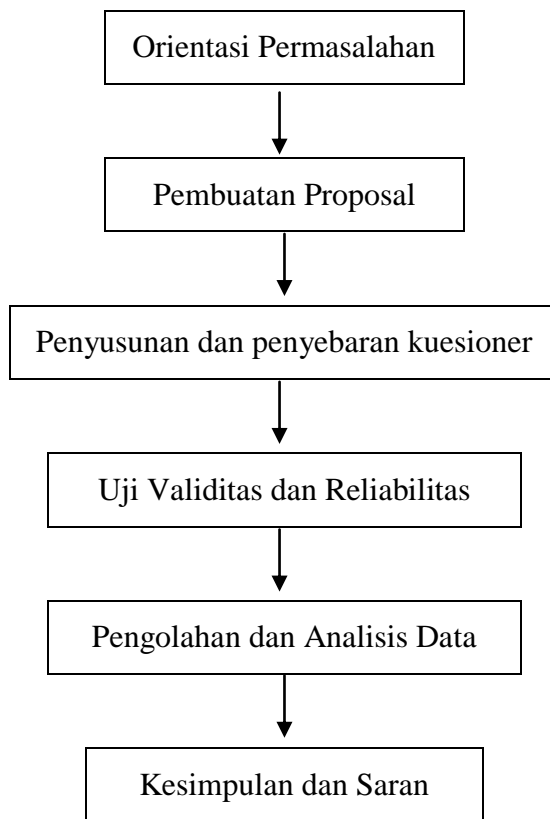 Orientasi Permasalahan
Pembuatan Proposal
Penyusunan dan penyebaran kuesioner
Uji Validitas dan Reliabilitas
Pengolahan dan Analisis Data
Kesimpulan dan Saran